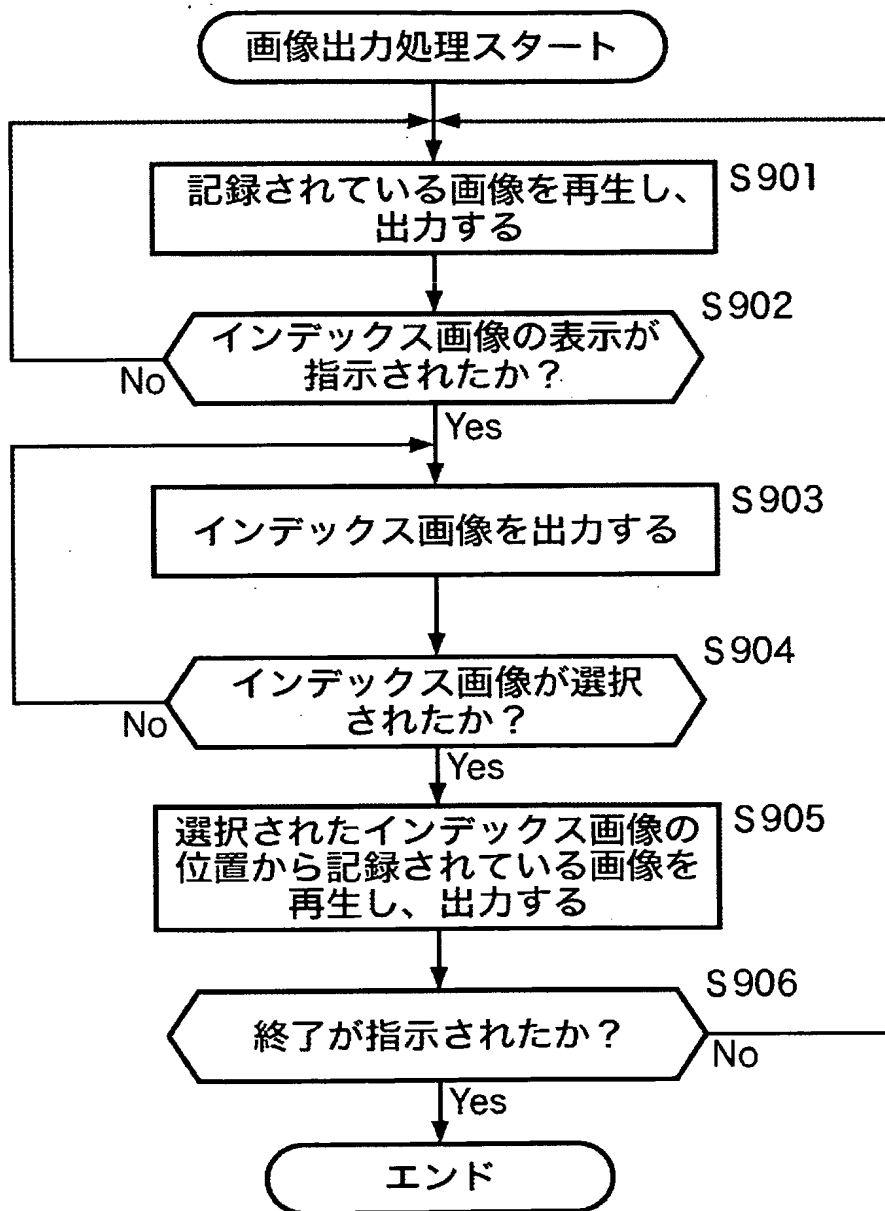 画像出力処理スタート
記録されている画像を再生し、
出力する
S901
インデックス画像の表示が
指示されたか？
S902
No
Yes
インデックス画像を出力する
S903
インデックス画像が選択
されたか？
S904
No
Yes
選択されたインデックス画像の
位置から記録されている画像を
再生し、出力する
S905
終了が指示されたか？
S906
No
Yes
エンド